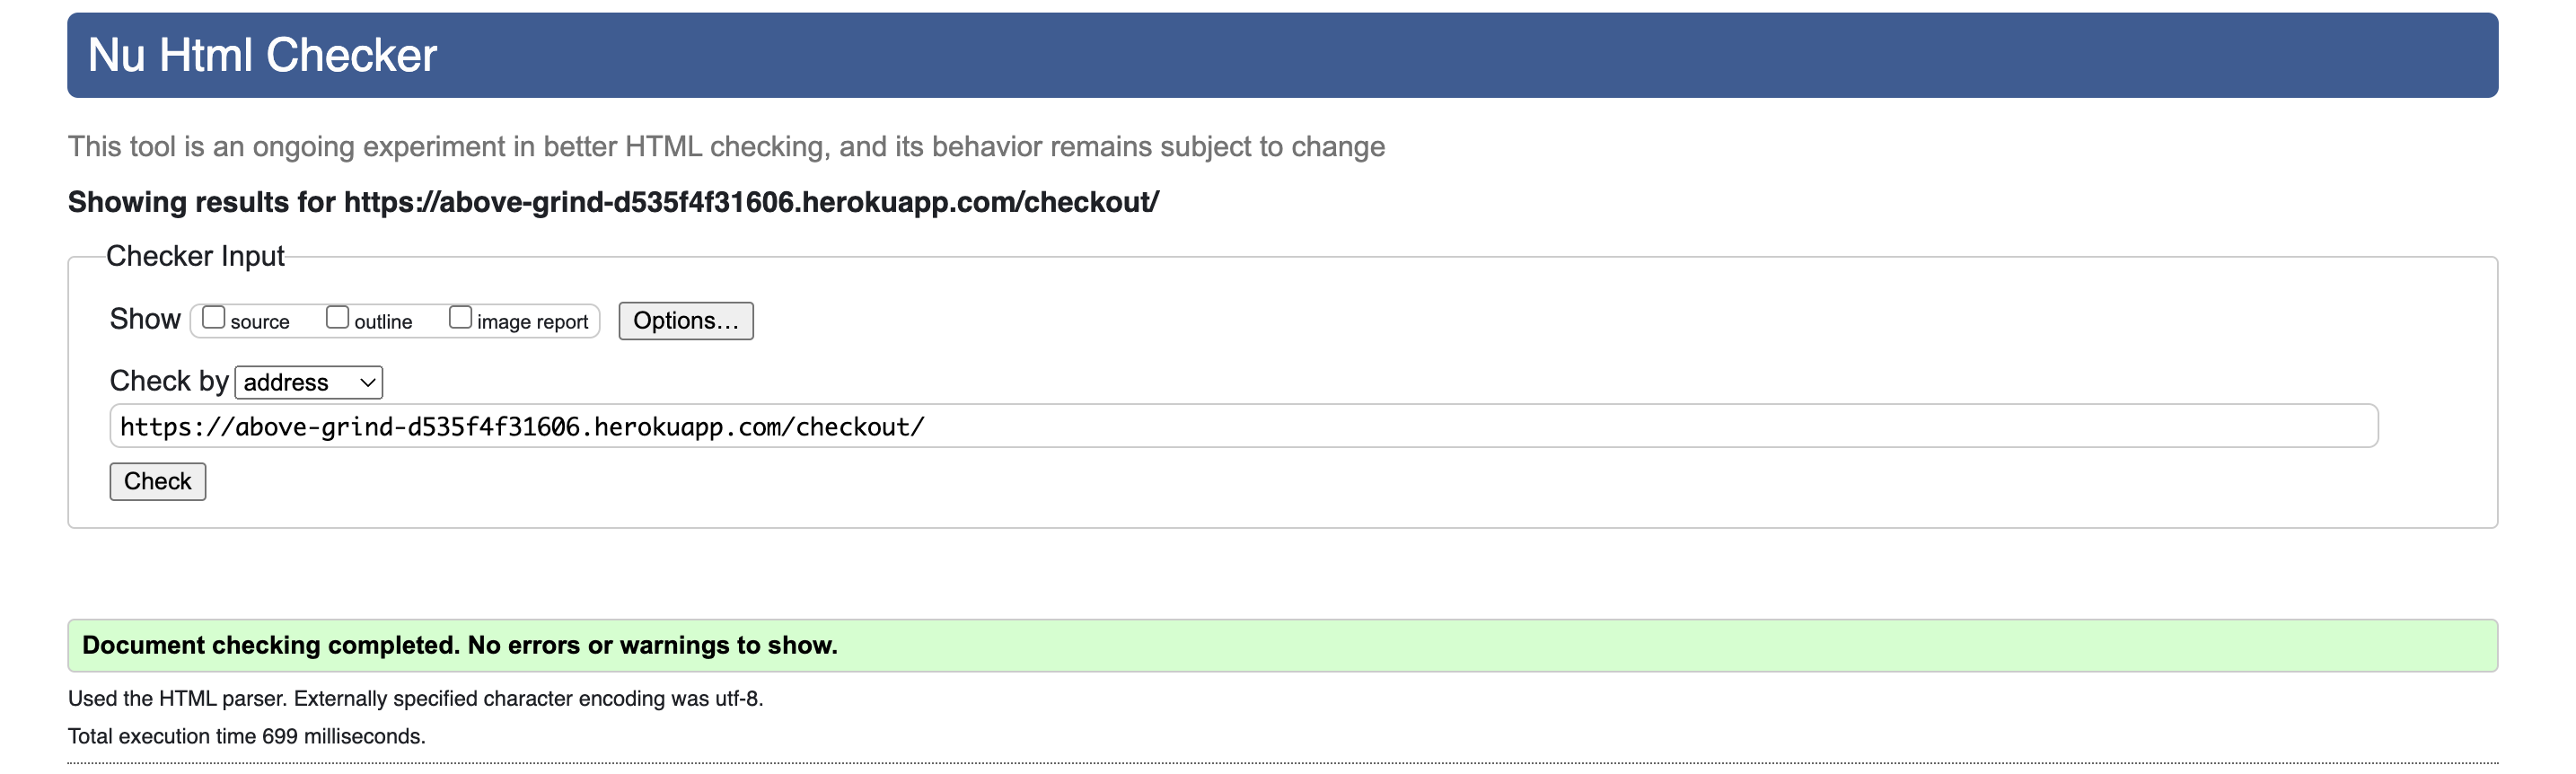 Nu Html Checker
This tool is an ongoing experiment in better HTML checking, and its behavior remains subject to change
Showing results for https://above-grind-d535f4f31606.herokuapp.com/checkout/
Checker Input
Show source outline image report Options...
Check by address
https://above-grind-d535f4f31606.herokuapp.com/checkout/
Check
Document checking completed. No errors or warnings to show.
Used the HTML parser. Externally specified character encoding was utf-8.
Total execution time 699 milliseconds.